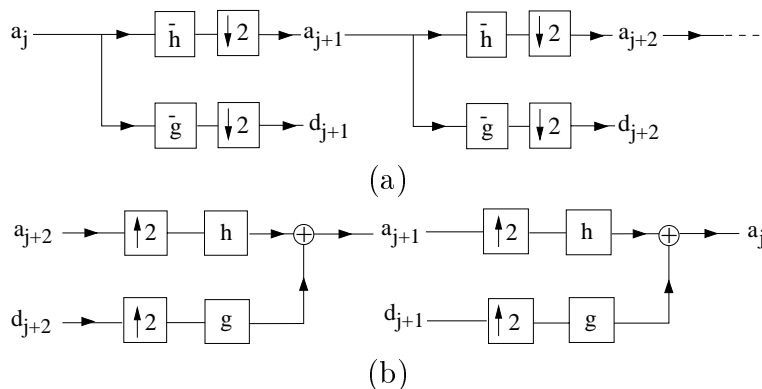 a_j h̄ ↓2 a_{j+1} h̄ ↓2 a_{j+2}
ḡ ↓2 d_{j+1} ḡ ↓2 d_{j+2}
(a)
a_{j+2} ↑2 h + a_{j+1} ↑2 h + a_j
d_{j+2} ↑2 g d_{j+1} ↑2 g
(b)